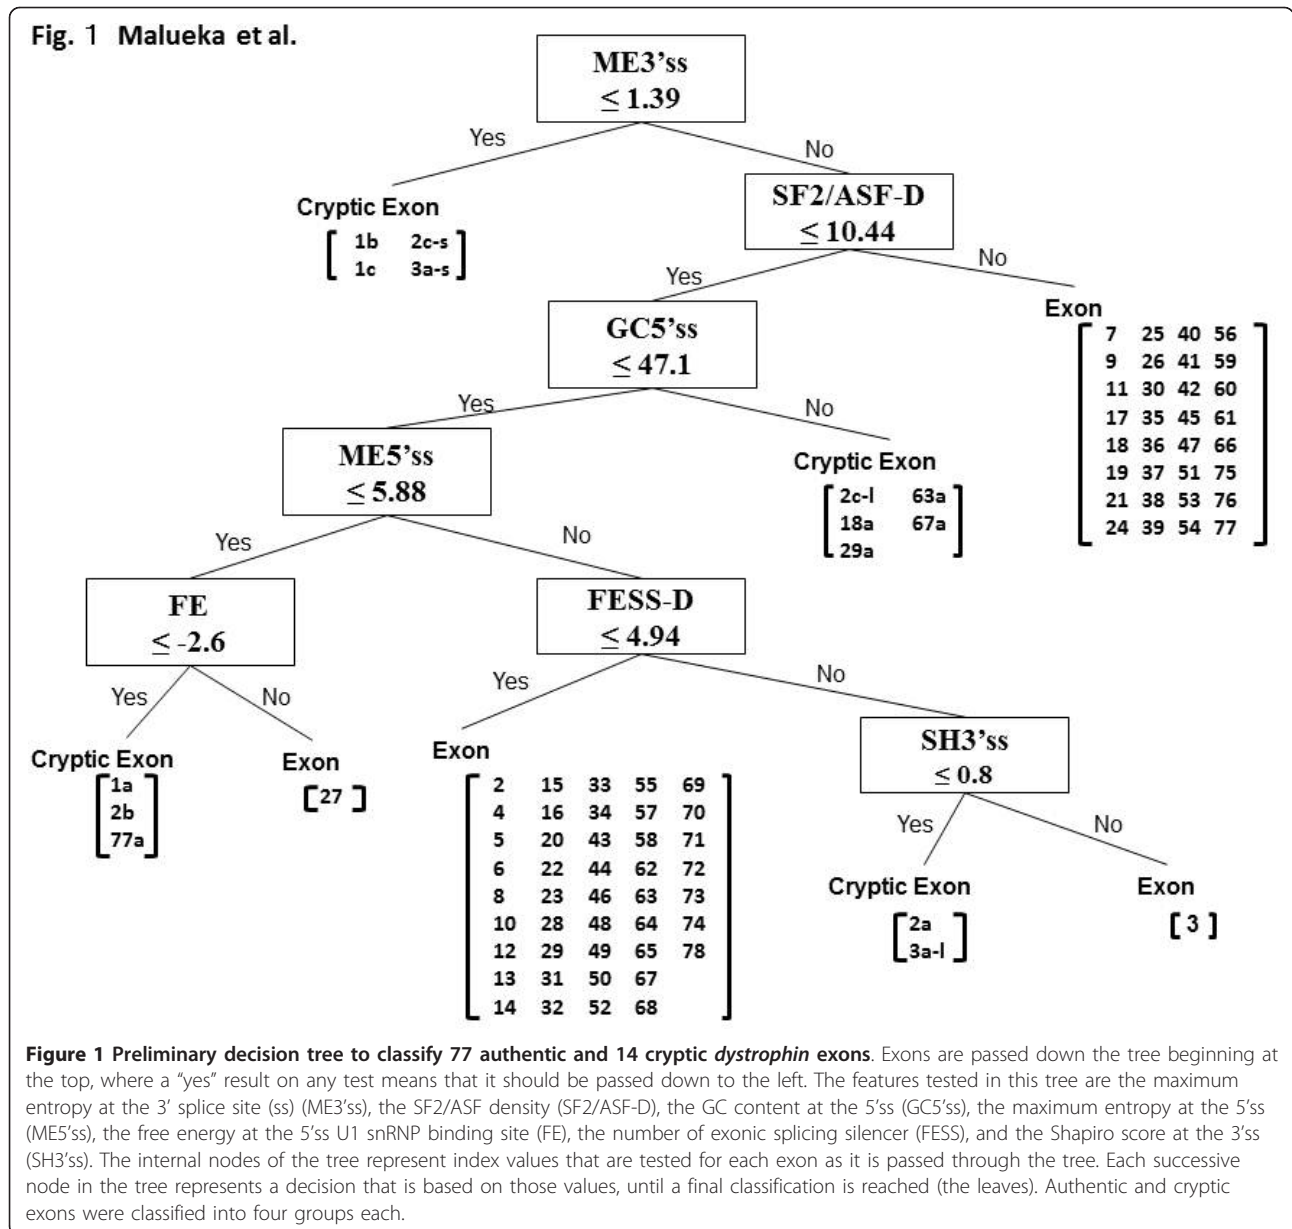 Fig. 1 Malueka et al.
ME3'ss
≤ 1.39
Yes
No
Cryptic Exon
1b 2c-s
1c 3a-s
SF2/ASF-D
≤ 10.44
Yes
No
Exon
7 25 40 56
9 26 41 59
11 30 42 60
17 35 45 61
18 36 47 66
19 37 51 75
21 38 53 76
24 39 54 77
GC5'ss
≤ 47.1
Yes
No
Cryptic Exon
2c-l 63a
18a 67a
29a
ME5'ss
≤ 5.88
Yes
No
FE
≤ -2.6
Yes
No
Cryptic Exon
1a
2b
77a
Exon
[27]
FESS-D
≤ 4.94
Yes
No
Exon
2 15 33 55 69
4 16 34 57 70
5 20 43 58 71
6 22 44 62 72
8 23 46 63 73
10 28 48 64 74
12 29 49 65 78
13 31 50 67
14 32 52 68
SH3'ss
≤ 0.8
Yes
No
Cryptic Exon
2a
3a-l
Exon
[3]
Figure 1 Preliminary decision tree to classify 77 authentic and 14 cryptic dystrophin exons. Exons are passed down the tree beginning at
the top, where a "yes" result on any test means that it should be passed down to the left. The features tested in this tree are the maximum
entropy at the 3' splice site (ss) (ME3'ss), the SF2/ASF density (SF2/ASF-D), the GC content at the 5'ss (GC5'ss), the maximum entropy at the 5'ss
(ME5'ss), the free energy at the 5'ss U1 snRNP binding site (FE), the number of exonic splicing silencer (FESS), and the Shapiro score at the 3'ss
(SH3'ss). The internal nodes of the tree represent index values that are tested for each exon as it is passed through the tree. Each successive
node in the tree represents a decision that is based on those values, until a final classification is reached (the leaves). Authentic and cryptic
exons were classified into four groups each.